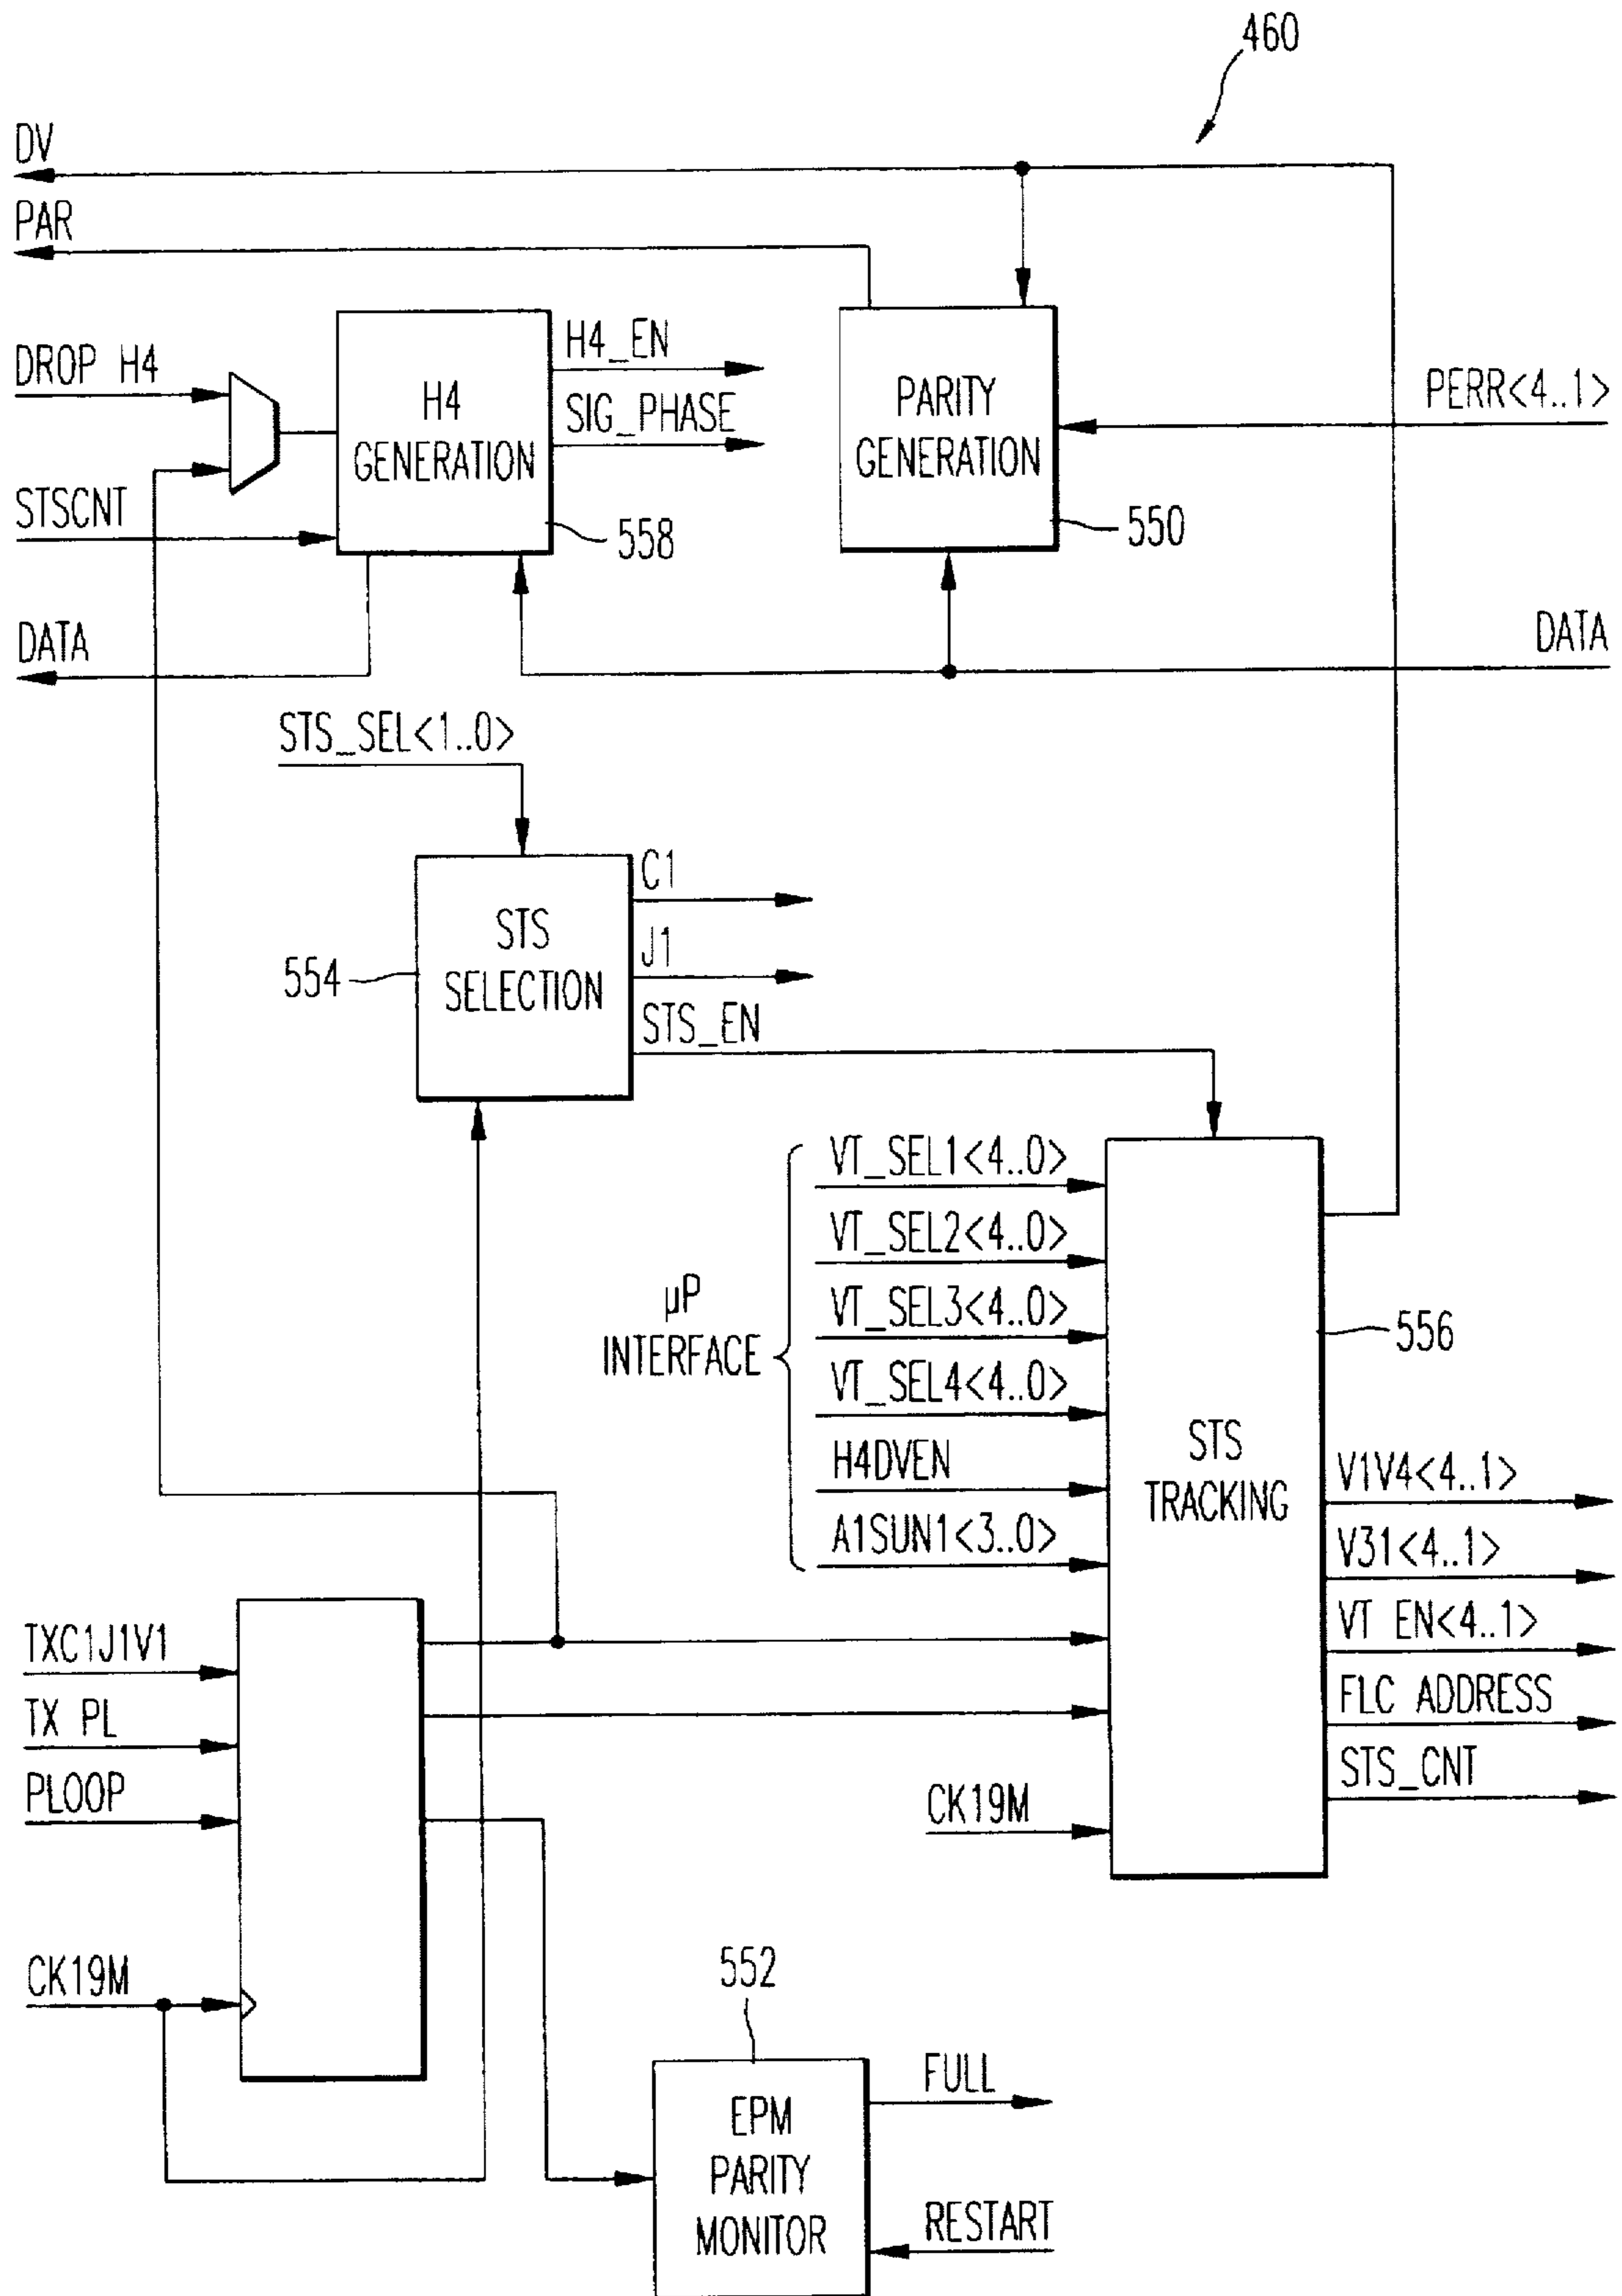 460
DV
PAR
DROP H4
H4
GENERATION
H4_EN
SIG_PHASE
PARITY
GENERATION
PERR<4..1>
STSCNT
558
550
DATA
DATA
STS_SEL<1..0>
STS
SELECTION
554
C1
J1
STS_EN
µP
INTERFACE
VT_SEL1<4..0>
VT_SEL2<4..0>
VT_SEL3<4..0>
VT_SEL4<4..0>
H4DVEN
A1SUN1<3..0>
STS
TRACKING
556
V1V4<4..1>
V31<4..1>
VT EN<4..1>
FLC ADDRESS
STS_CNT
TXC1J1V1
TX PL
PLOOP
CK19M
CK19M
552
EPM
PARITY
MONITOR
FULL
RESTART